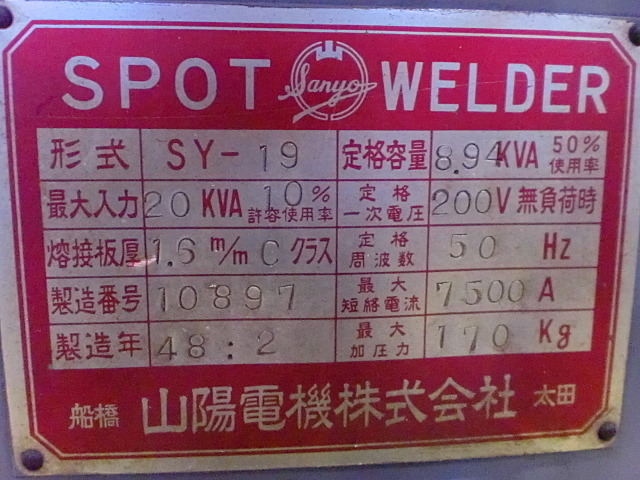 SPOT Sanyo WELDER
形式 SY-19 定格容量 8.94KVA 50%使用率
最大入力 20KVA 10%許容使用率 定格一次電圧 200V 無負荷時
熔接板厚 1.6 m/m C クラス 定格周波数 50 Hz
製造番号 10897 最大短絡電流 7500A
製造年 48:2 最大加圧力 170 Kg
船橋 山陽電機株式会社 太田